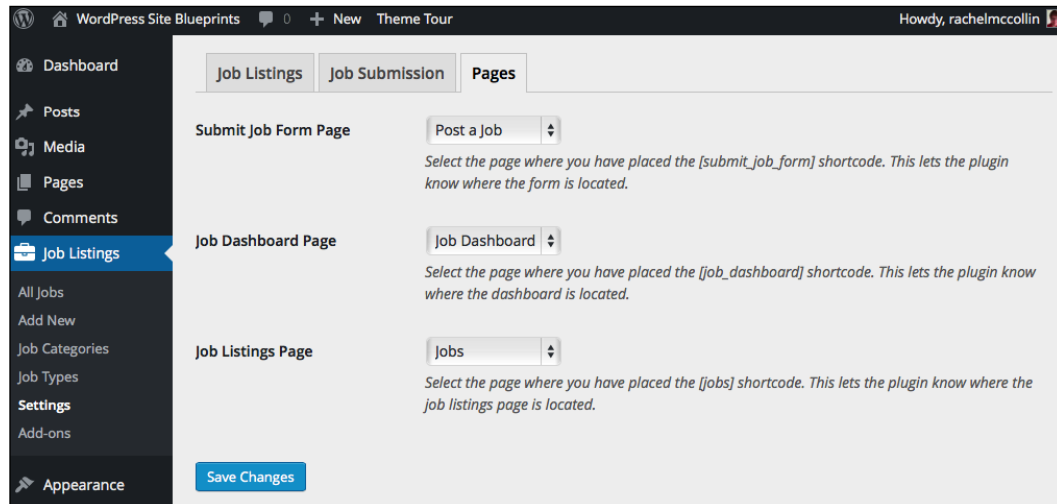 WordPress Site Blueprints 0 + New Theme Tour Howdy, rachelmccollin
Dashboard
Posts
Media
Pages
Comments
Job Listings
All Jobs
Add New
Job Categories
Job Types
Settings
Add-ons
Appearance
Job Listings Job Submission Pages
Submit Job Form Page Post a Job
Select the page where you have placed the [submit_job_form] shortcode. This lets the plugin
know where the form is located.
Job Dashboard Page Job Dashboard
Select the page where you have placed the [job_dashboard] shortcode. This lets the plugin know
where the dashboard is located.
Job Listings Page Jobs
Select the page where you have placed the [jobs] shortcode. This lets the plugin know where the
job listings page is located.
Save Changes